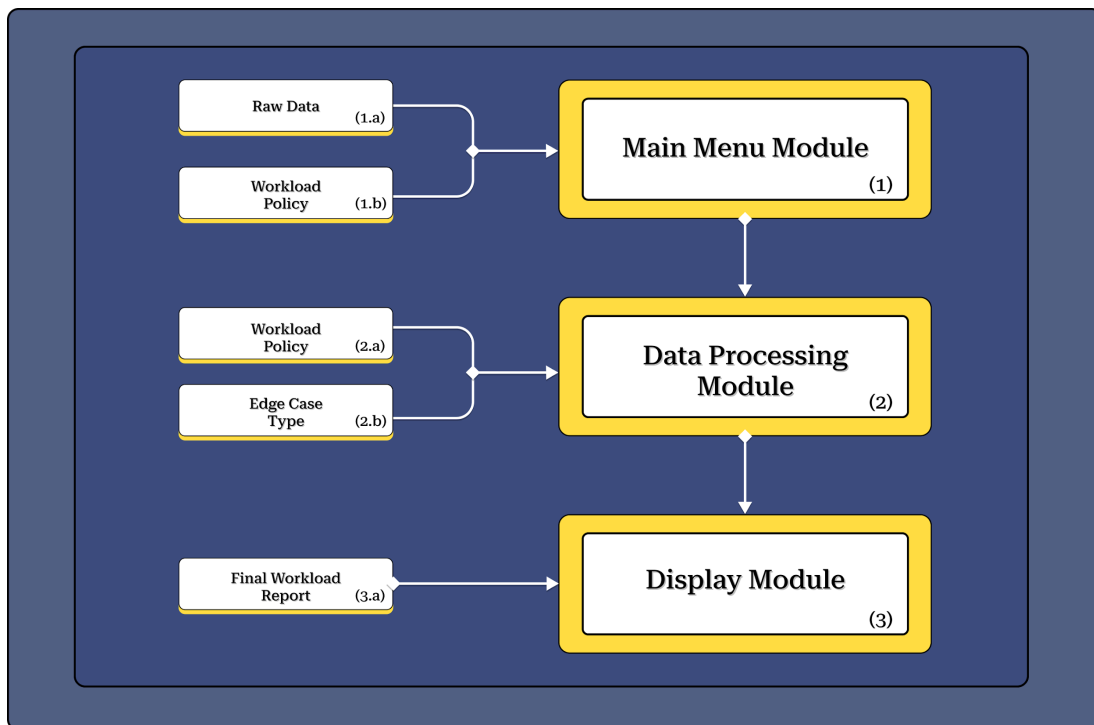 Raw Data
(1.a)
Workload
Policy
(1.b)
Main Menu Module
(1)
Workload
Policy
(2.a)
Edge Case
Type
(2.b)
Data Processing
Module
(2)
Final Workload
Report
(3.a)
Display Module
(3)